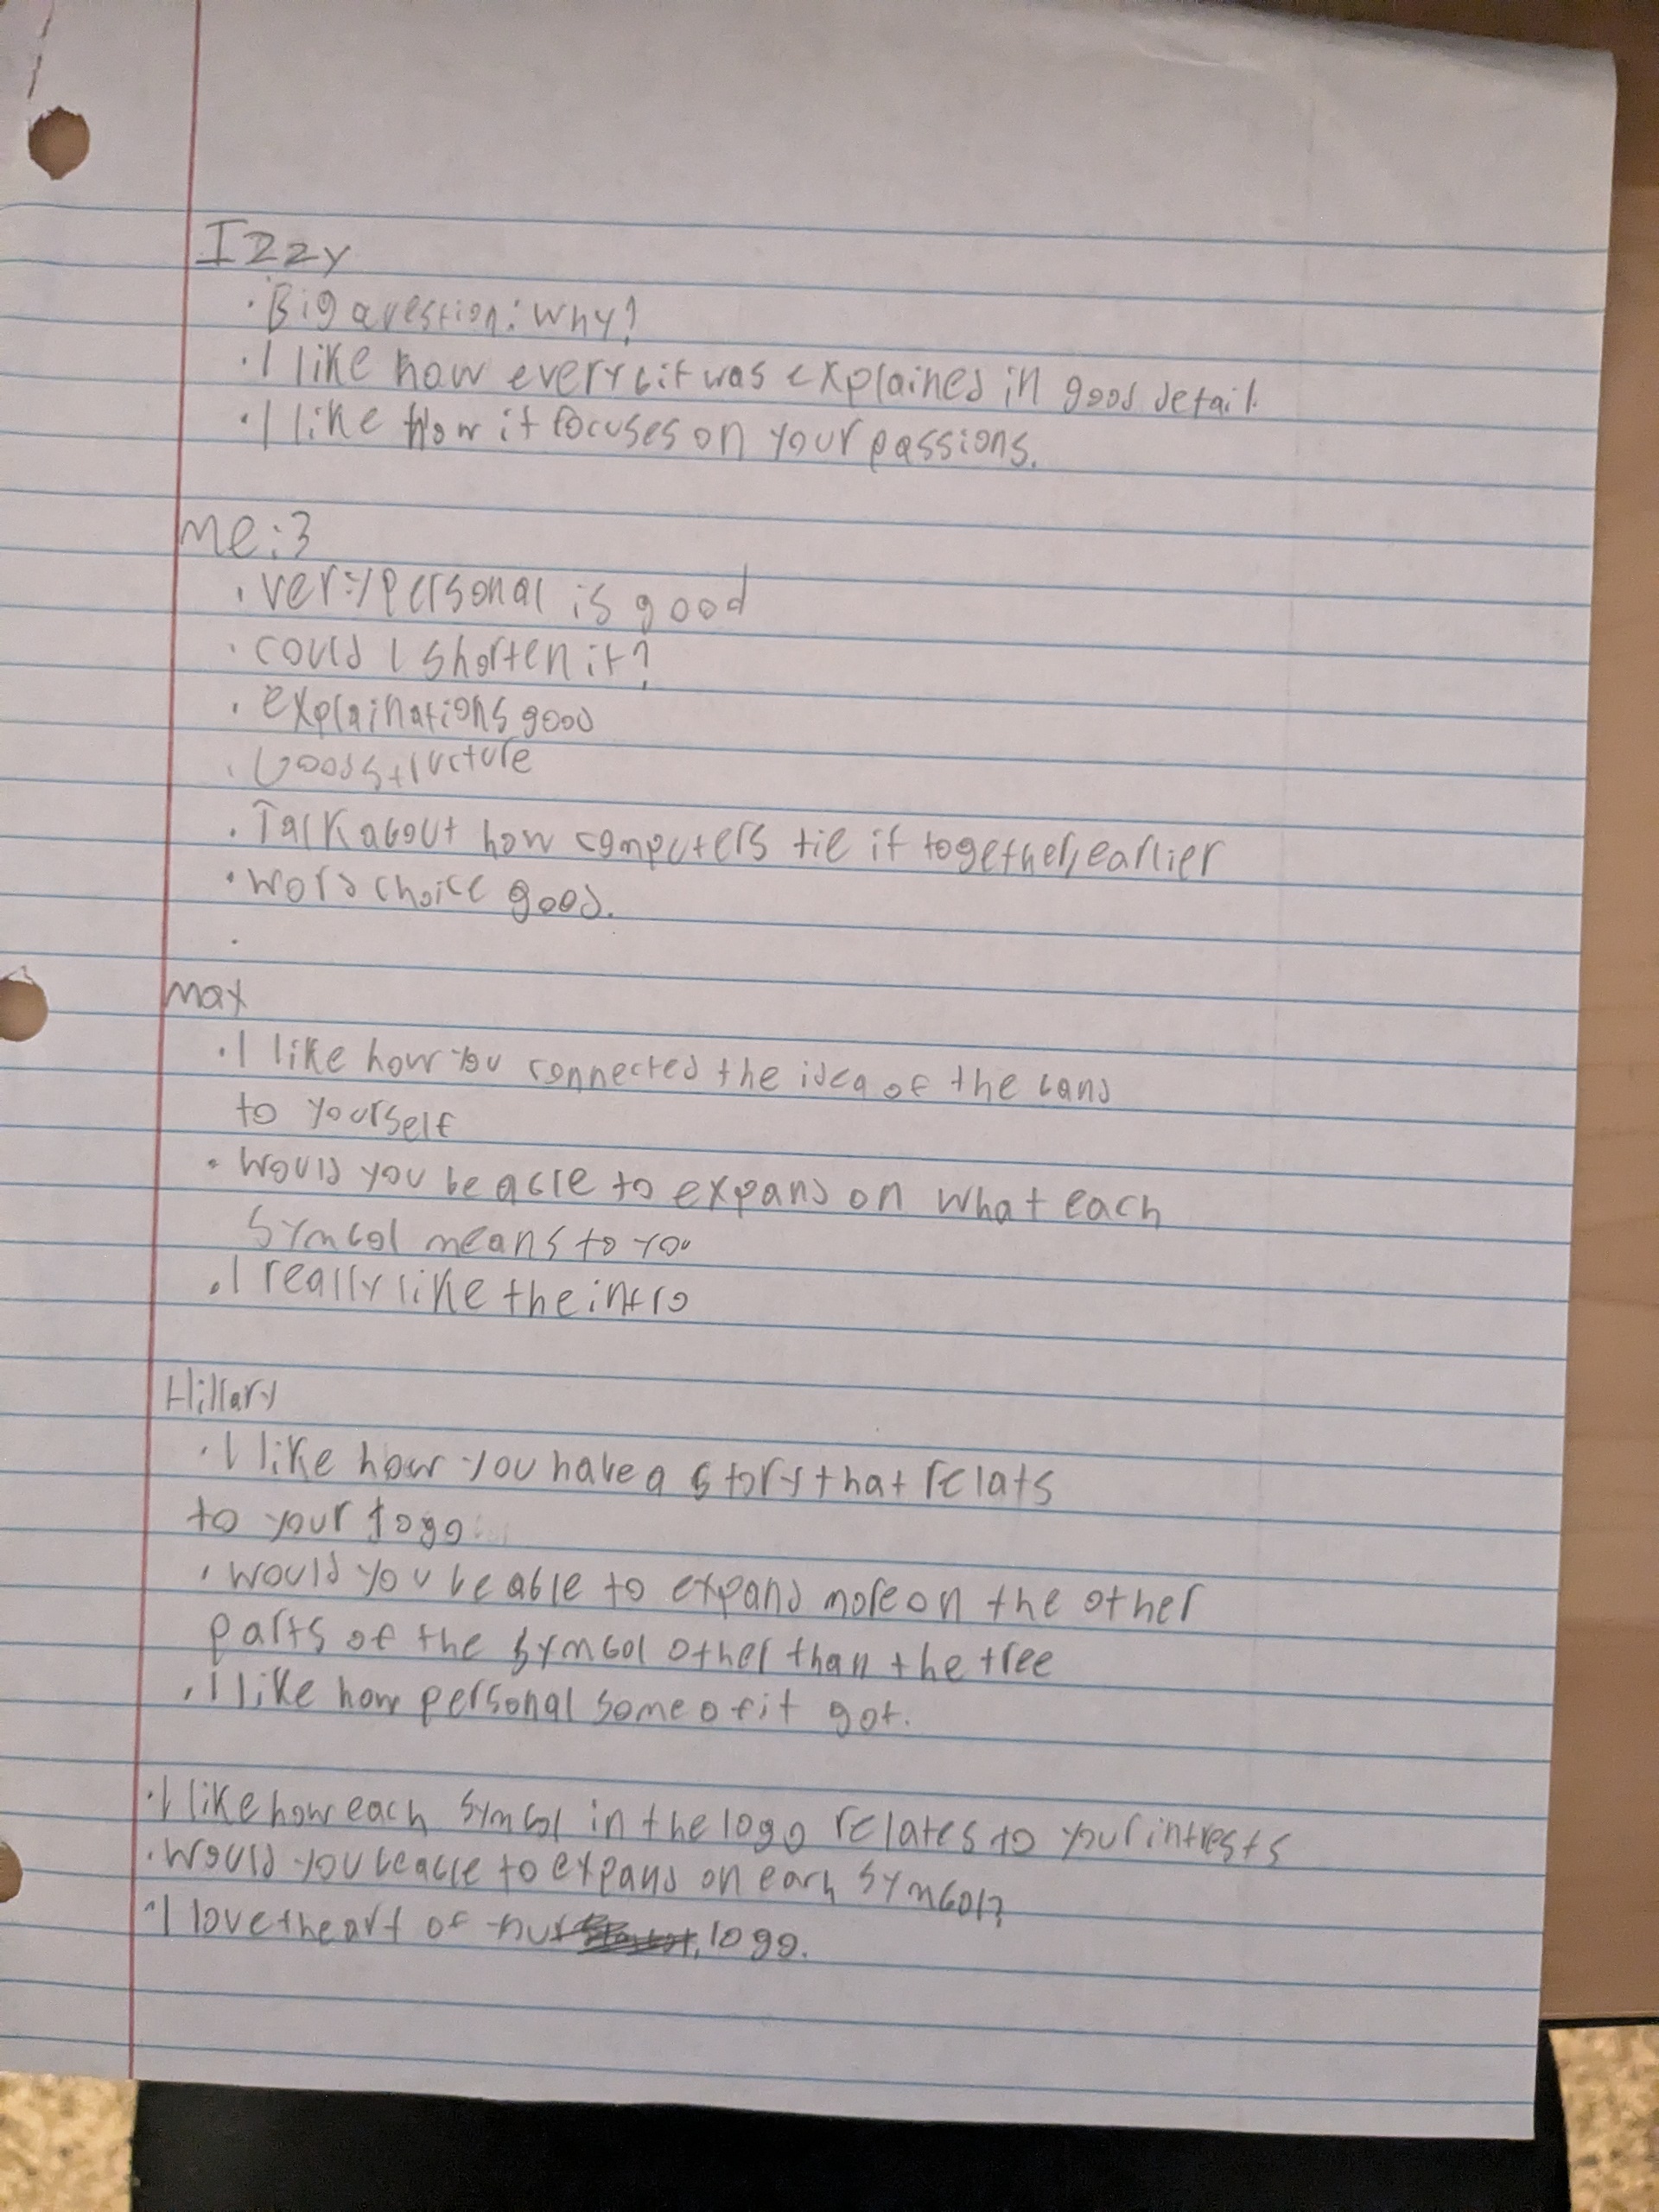 Izzy
· Big question: why?
· I like how every bit was explained in good detail.
· I like how it focuses on your passions.
me :3
· very personal is good
· could I shorten it?
· explainations good
· Good structure
· Talk about how computers tie it together, earlier
· word choice good.
·
max
· I like how you connected the idea of the land
to yourself
· Would you be able to expand on what each
symbol means to you
· I really like the intro
Hillary
· I like how you have a story that relats
to your logo
· would you be able to expand more on the other
parts of the symbol other than the tree
· I like how personal some of it got.
· I like how each symbol in the logo relates to your intrests
· Would you be able to expand on each symbol?
· I love the art of logo.